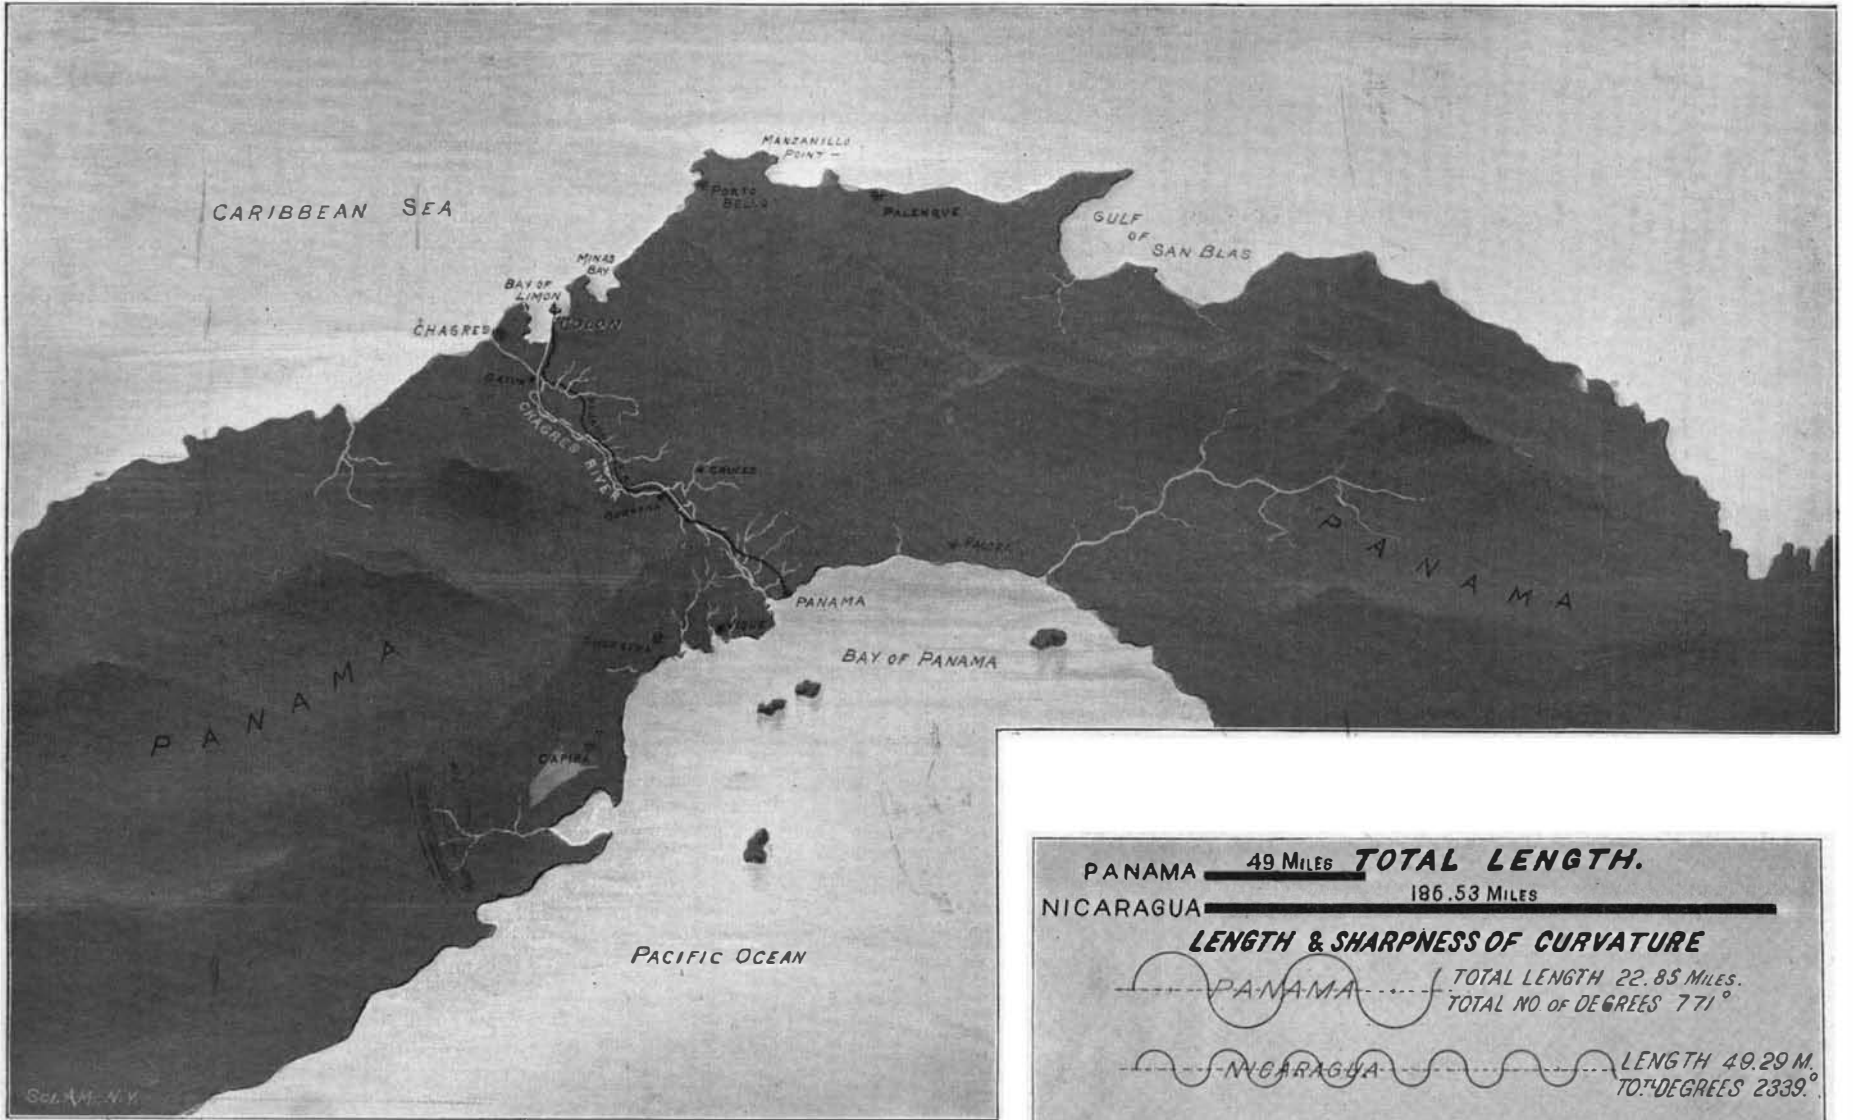 MANZANILLO
POINT
CARIBBEAN SEA
PORTO
BELLO
PALENQUE
GULF
OF
SAN BLAS
MINAS
BAY
BAY OF
LIMON
CHAGRES
COLON
GATUN
CHAGRES RIVER
CRUCES
PANAMA
PANAMA
BAY OF PANAMA
PANAMA
PACIFIC OCEAN
SCI. AM. N.Y.
PANAMA 49 MILES TOTAL LENGTH.
NICARAGUA 186.53 MILES
LENGTH & SHARPNESS OF CURVATURE
PANAMA TOTAL LENGTH 22.85 MILES.
TOTAL NO OF DEGREES 771°
NICARAGUA LENGTH 49.29 M.
TOT.L DEGREES 2339.°